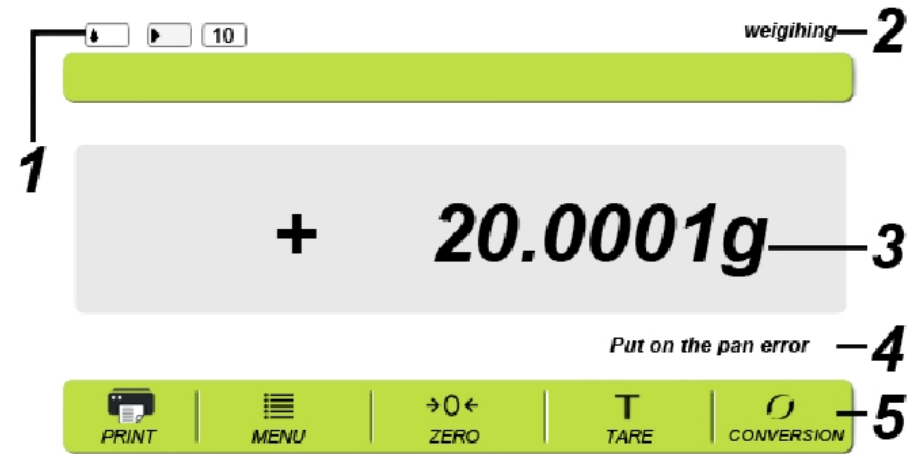 10 weigihing 2
1
+ 20.0001g 3
Put on the pan error 4
→0←
T
PRINT MENU ZERO TARE CONVERSION 5